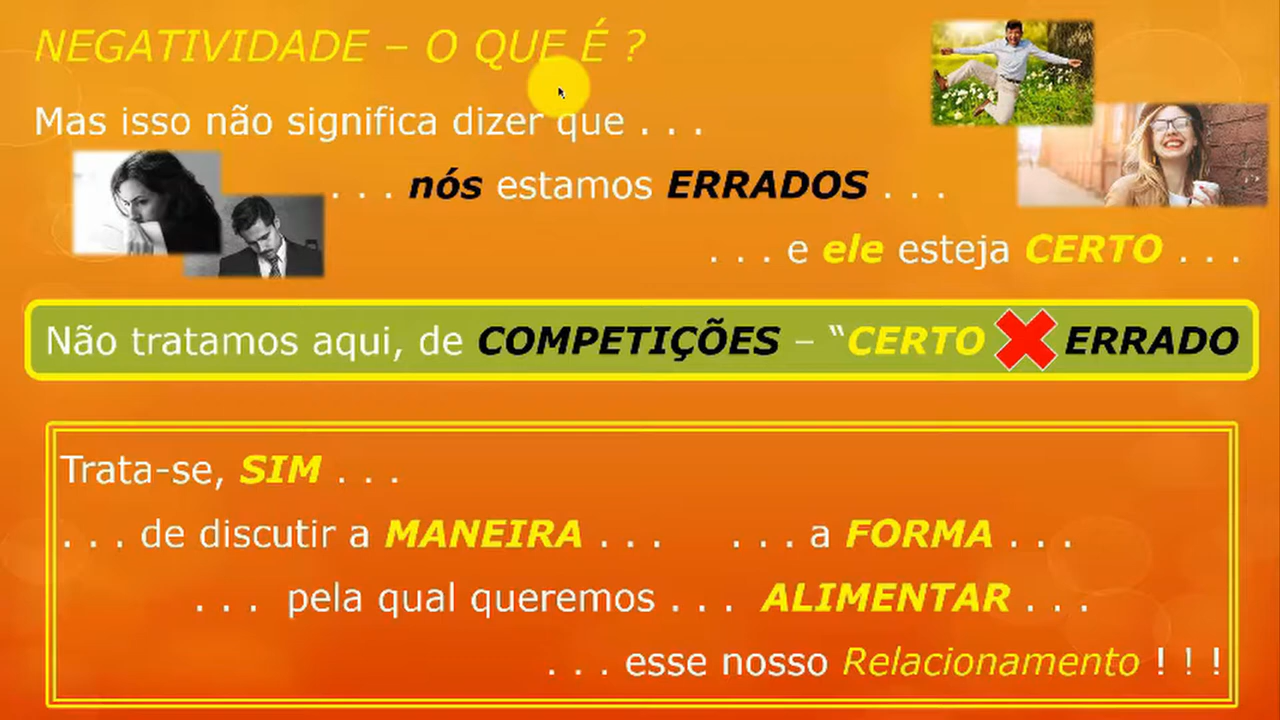 NEGATIVIDADE – O QUE É ?
Mas isso não significa dizer que . . .
. . . nós estamos ERRADOS . . .
. . . e ele esteja CERTO . . .
Não tratamos aqui, de COMPETIÇÕES – “CERTO ERRADO
Trata-se, SIM . . .
. . . de discutir a MANEIRA . . . . . . a FORMA . . .
. . . pela qual queremos . . . ALIMENTAR . . .
. . . esse nosso Relacionamento ! ! !